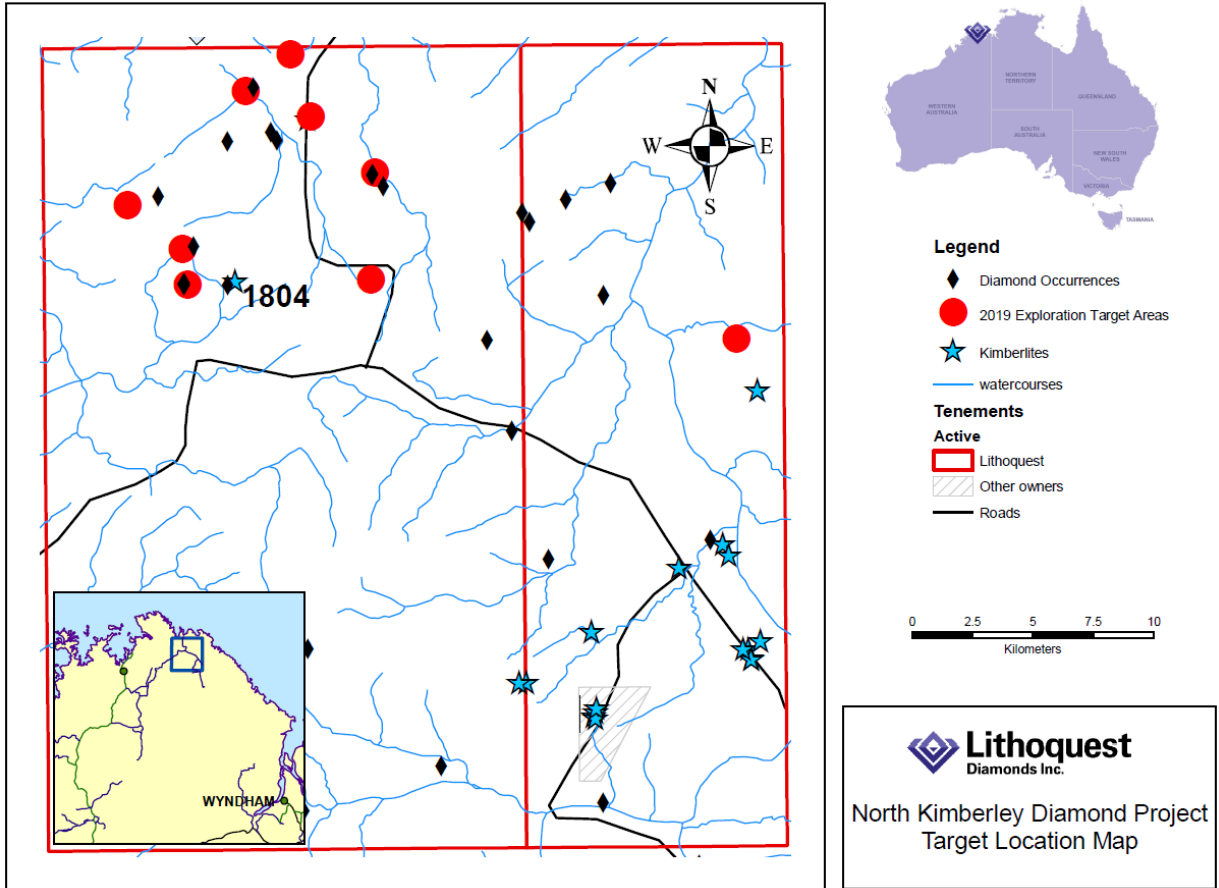 N
W
E
S
1804
WYNDHAM
WESTERN
AUSTRALIA
NORTHERN
TERRITORY
QUEENSLAND
SOUTH
AUSTRALIA
NEW SOUTH
WALES
VICTORIA
TASMANIA
Legend
Diamond Occurrences
2019 Exploration Target Areas
Kimberlites
watercourses
Tenements
Active
Lithoquest
Other owners
Roads
0 2.5 5 7.5 10
Kilometers
Lithoquest
Diamonds Inc.
North Kimberley Diamond Project
Target Location Map